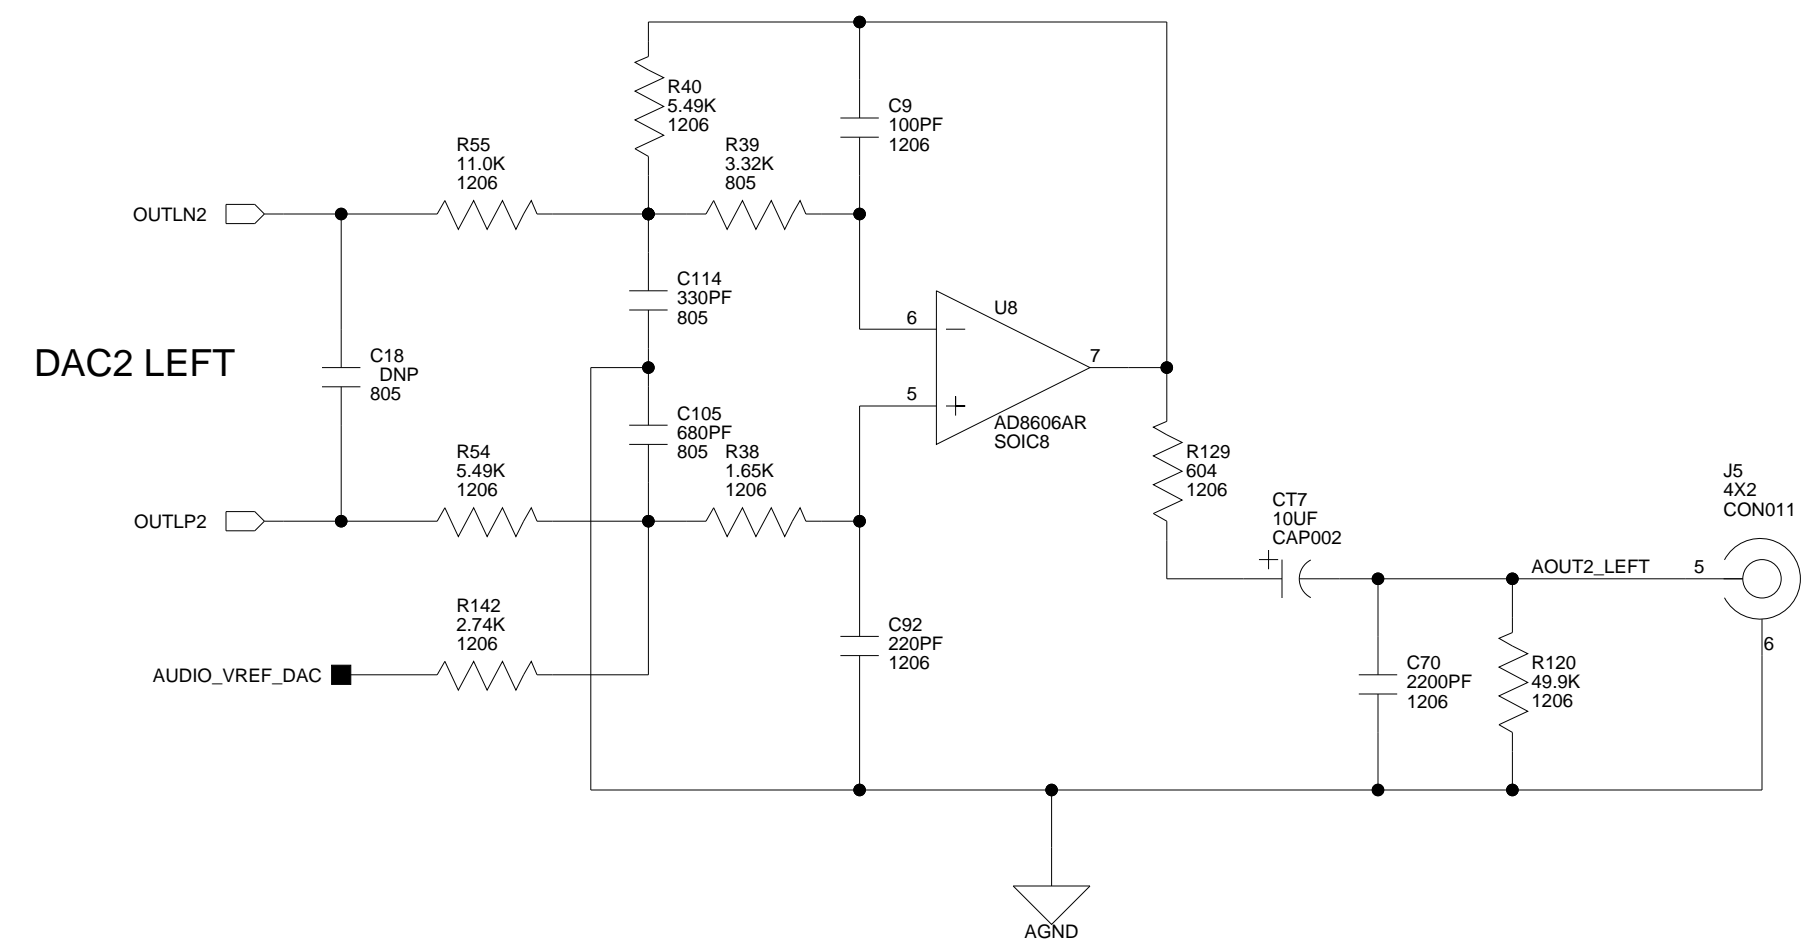 R40
5.49K
1206
C9
100PF
1206
R55
11.0K
1206
R39
3.32K
805
OUTLN2
C114
330PF
805
U8
6
7
5
AD8606AR
SOIC8
DAC2 LEFT
C18
DNP
805
C105
680PF
805
R54
5.49K
1206
R38
1.65K
1206
OUTLP2
R129
604
1206
CT7
10UF
CAP002
+
J5
4X2
CON011
AOUT2_LEFT
5
6
R142
2.74K
1206
AUDIO_VREF_DAC
C92
220PF
1206
C70
2200PF
1206
R120
49.9K
1206
AGND